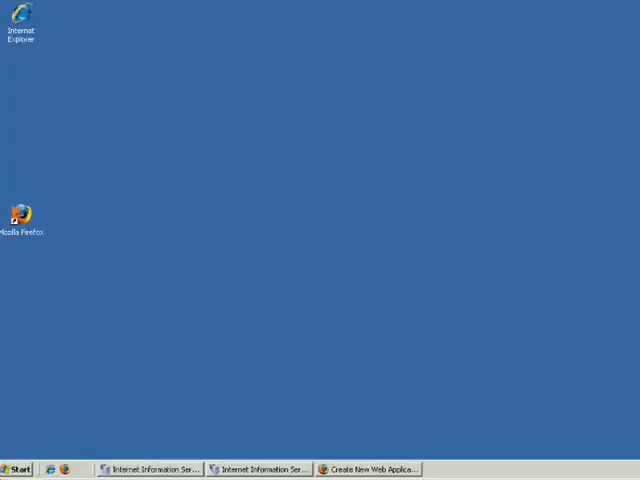 Internet
Explorer
Mozilla Firefox
Start
Internet Information Ser...
Internet Information Ser...
Create New Web Applica...